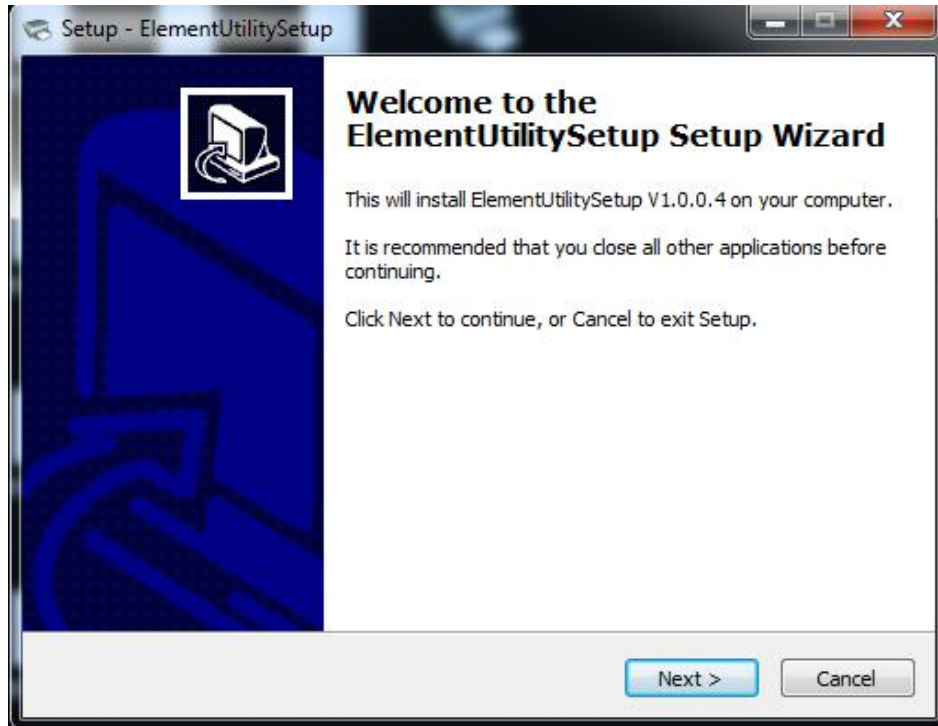 Setup - ElementUtilitySetup
Welcome to the
ElementUtilitySetup Setup Wizard
This will install ElementUtilitySetup V1.0.0.4 on your computer.
It is recommended that you close all other applications before
continuing.
Click Next to continue, or Cancel to exit Setup.
Next >
Cancel